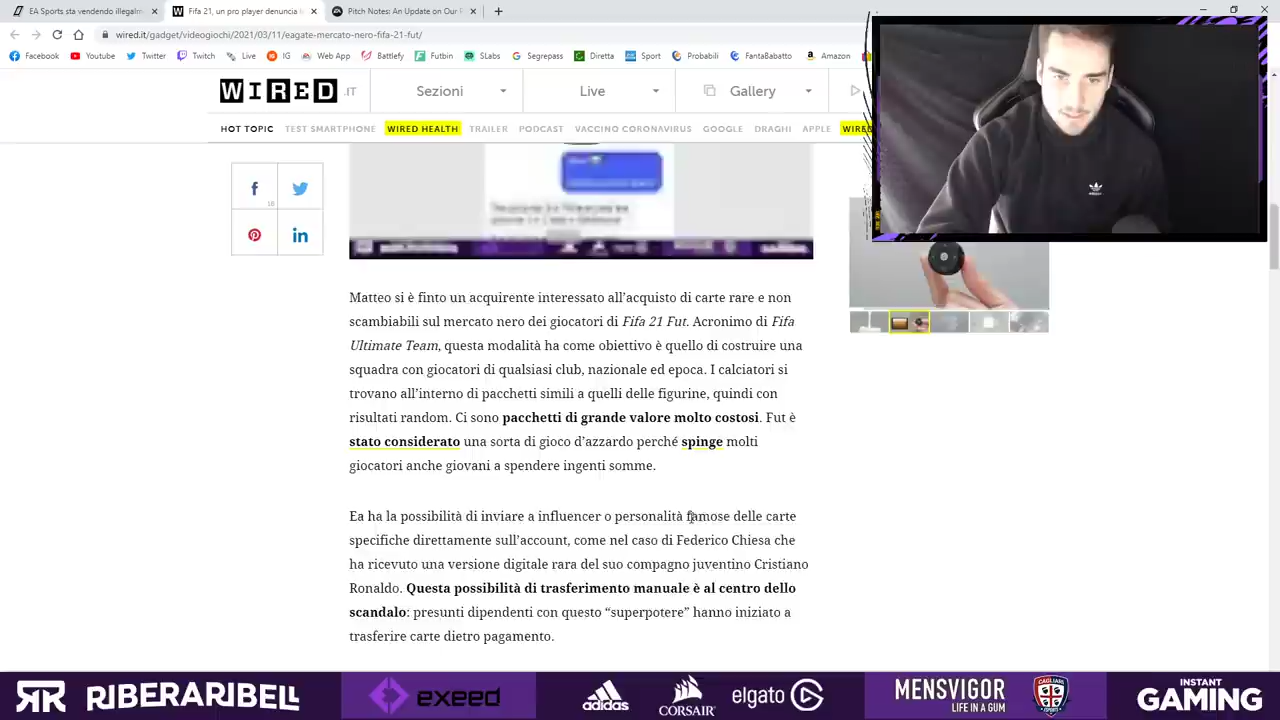 EA Sports sta vendendo illegalm
Fifa 21, un pro player denuncia i
Pitch Notes: An Update on Our F
wired.it/gadget/videogiochi/2021/03/11/eagate-mercato-nero-fifa-21-fut/
Facebook Youtube Twitter Live IG Web App Battlefy Futbin SLabs Segrepass Diretta Sport Probabili FantaBabatto Amazon
WIRED .IT Sezioni Live Gallery
HOT TOPIC TEST SMARTPHONE WIRED HEALTH TRAILER PODCAST VACCINO CORONAVIRUS GOOGLE DRAGHI APPLE WIRED
Matteo si è finto un acquirente interessato all’acquisto di carte rare e non
scambiabili sul mercato nero dei giocatori di Fifa 21 Fut. Acronimo di Fifa
Ultimate Team, questa modalità ha come obiettivo è quello di costruire una
squadra con giocatori di qualsiasi club, nazionale ed epoca. I calciatori si
trovano all’interno di pacchetti simili a quelli delle figurine, quindi con
risultati random. Ci sono pacchetti di grande valore molto costosi. Fut è
stato considerato una sorta di gioco d’azzardo perché spinge molti
giocatori anche giovani a spendere ingenti somme.
Ea ha la possibilità di inviare a influencer o personalità famose delle carte
specifiche direttamente sull’account, come nel caso di Federico Chiesa che
ha ricevuto una versione digitale rara del suo compagno juventino Cristiano
Ronaldo. Questa possibilità di trasferimento manuale è al centro dello
scandalo: presunti dipendenti con questo “superpotere” hanno iniziato a
trasferire carte dietro pagamento.
RIBERARIBELL exeed adidas CORSAIR elgato MENSVIGOR LIFE IN A GUM CAGLIARI INSTANT GAMING